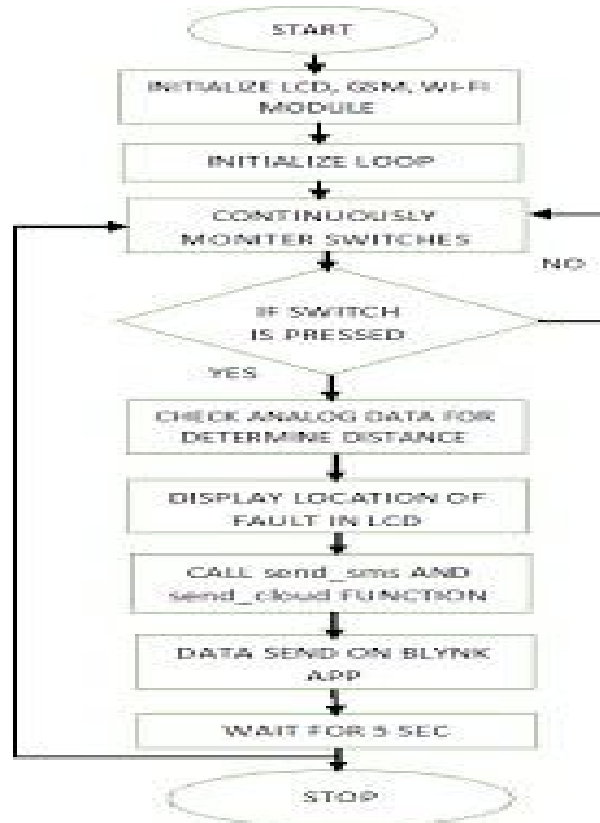 START
INITIALIZE LCD, GSM, WI-FI
MODULE
INITIALIZE LOOP
CONTINUOUSLY
MONITER SWITCHES
NO
IF SWITCH
IS PRESSED
YES
CHECK ANALOG DATA FOR
DETERMINE DISTANCE
DISPLAY LOCATION OF
FAULT IN LCD
CALL send_sms AND
send_cloud FUNCTION
DATA SEND ON BLYNK
APP
WAIT FOR 5 SEC
STOP